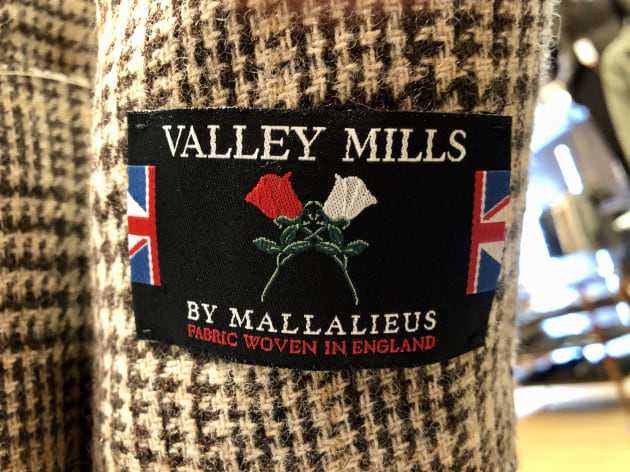 VALLEY MILLS
BY MALLALIEUS
FABRIC WOVEN IN ENGLAND